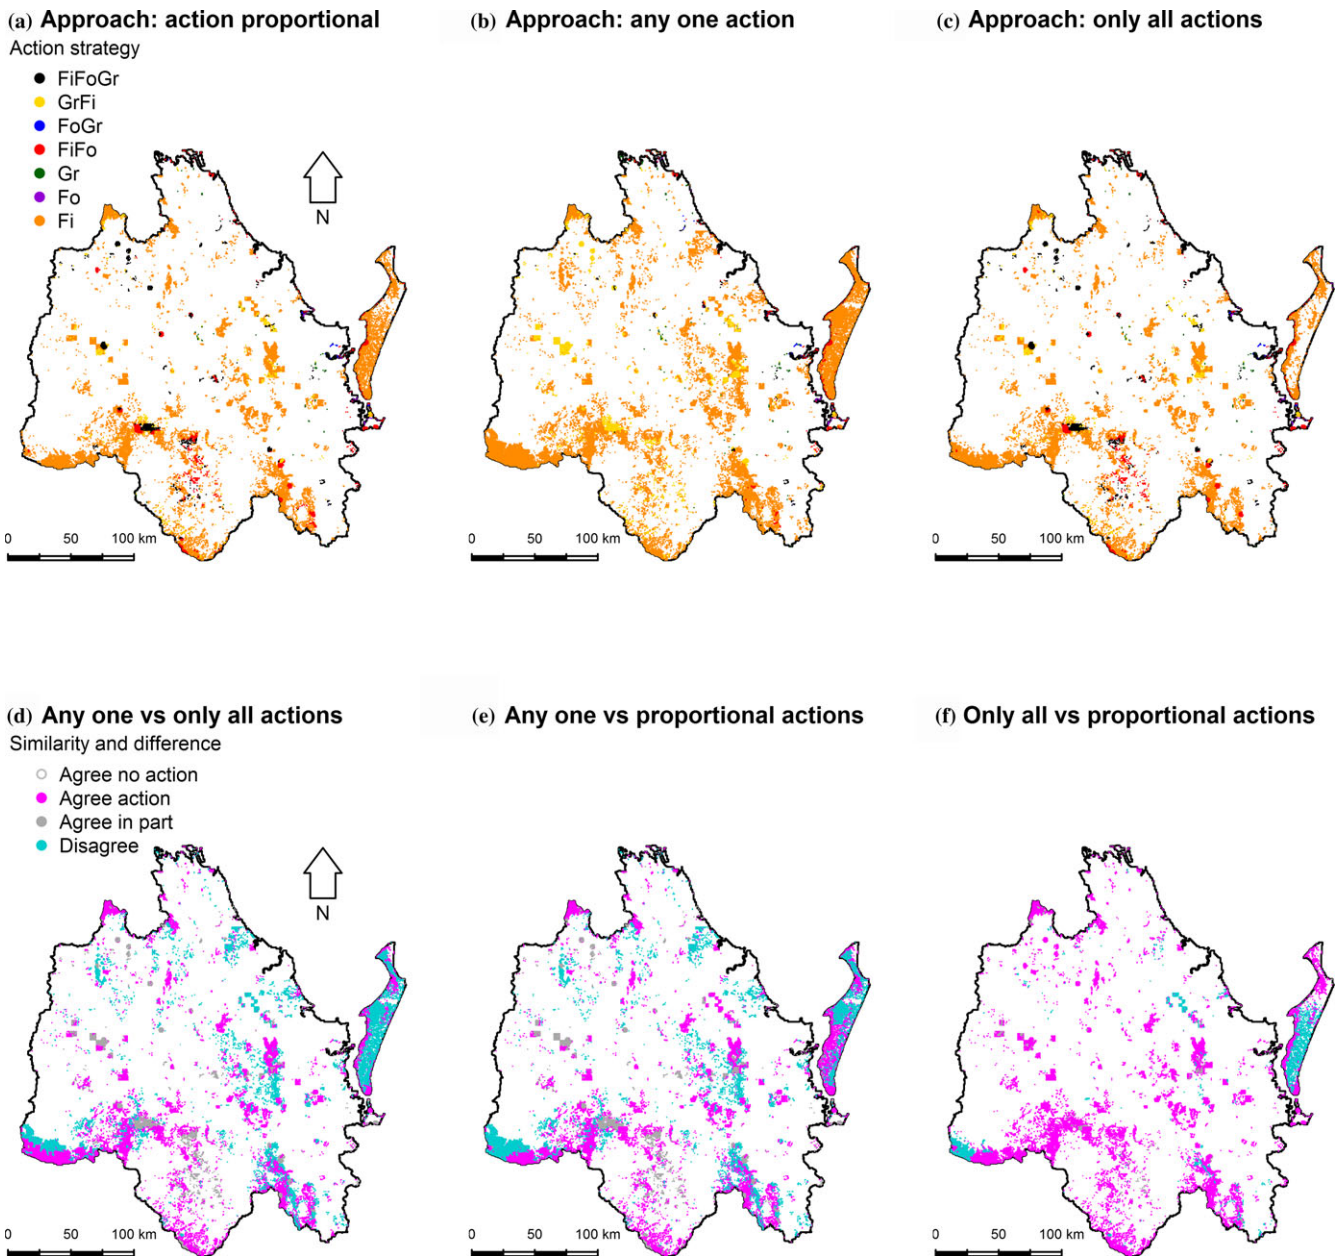 (a) Approach: action proportional
Action strategy
FiFoGr
GrFi
FoGr
FiFo
Gr
Fo
Fi
N
0 50 100 km
(b) Approach: any one action
0 50 100 km
(c) Approach: only all actions
0 50 100 km
(d) Any one vs only all actions
Similarity and difference
Agree no action
Agree action
Agree in part
Disagree
N
0 50 100 km
(e) Any one vs proportional actions
0 50 100 km
(f) Only all vs proportional actions
0 50 100 km